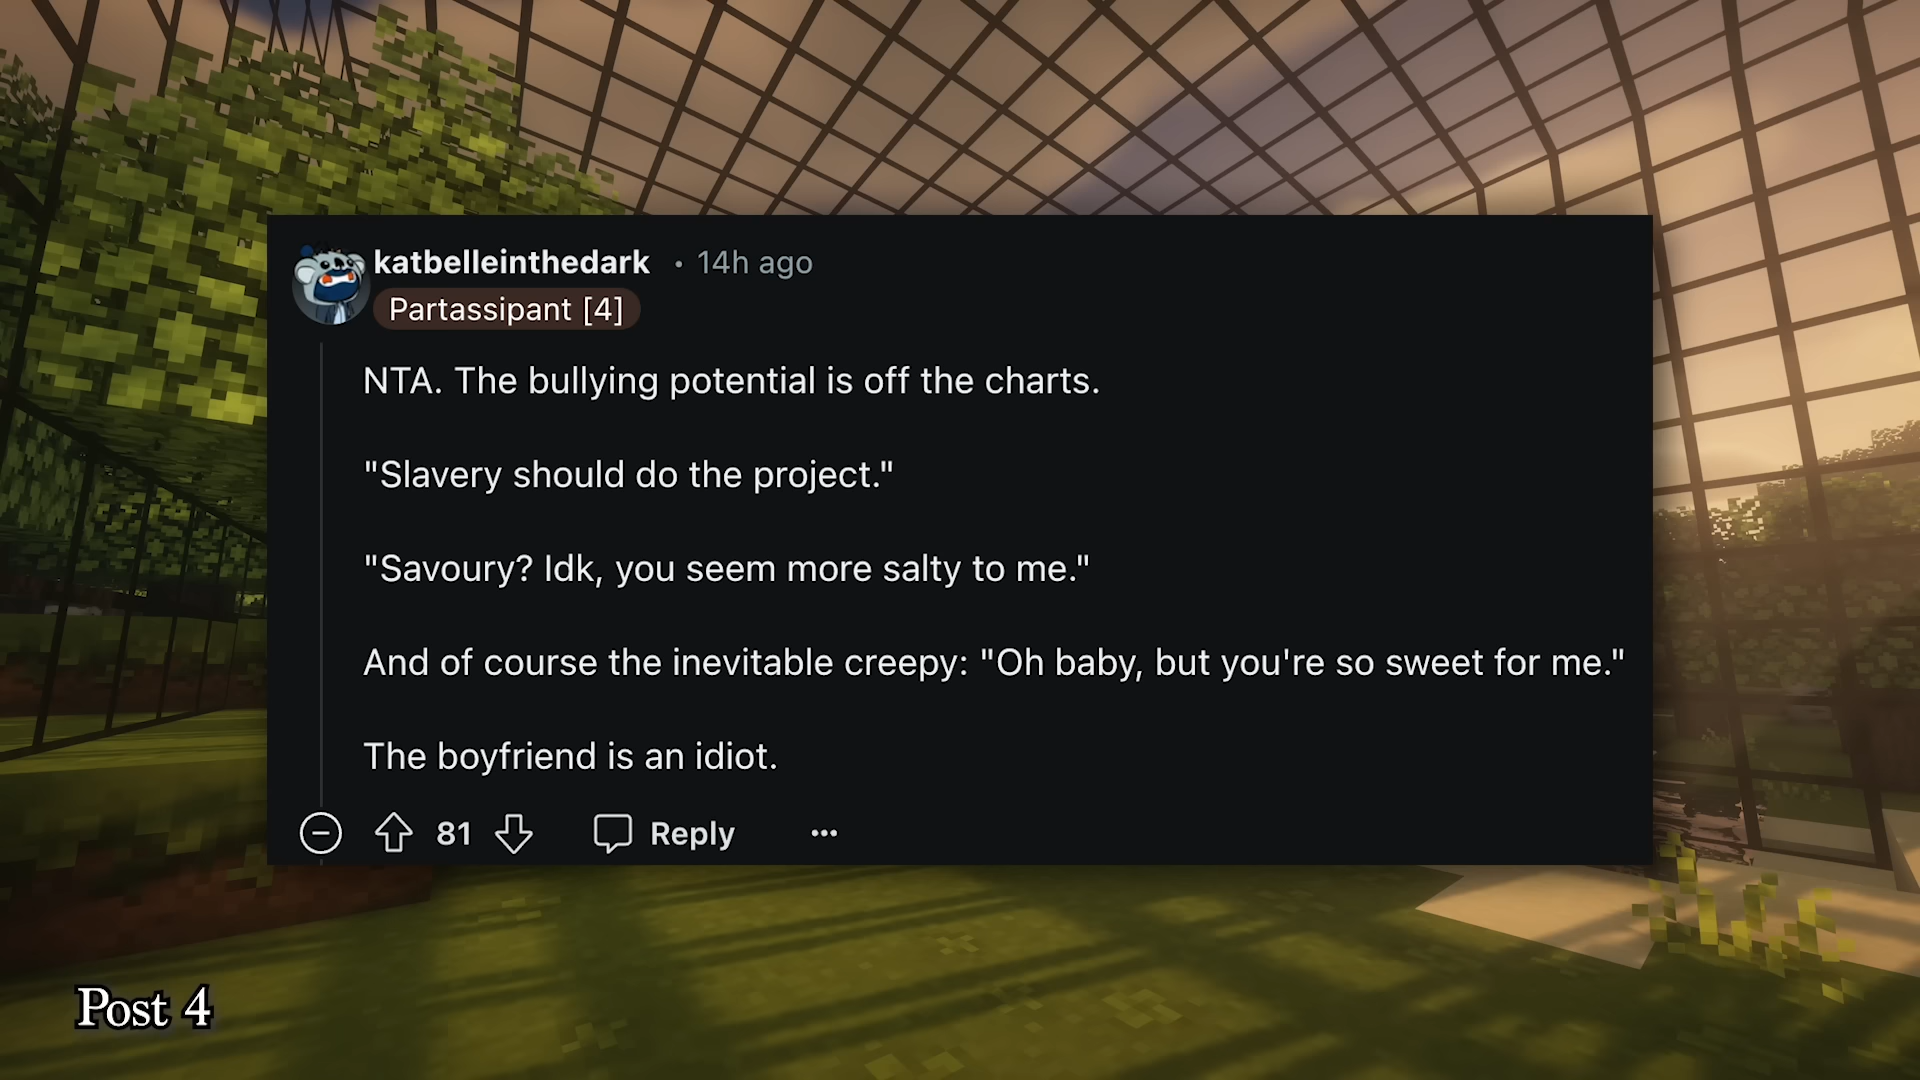 katbelleinthedark • 14h ago
Partassipant [4]
NTA. The bullying potential is off the charts.
"Slavery should do the project."
"Savoury? Idk, you seem more salty to me."
And of course the inevitable creepy: "Oh baby, but you're so sweet for me."
The boyfriend is an idiot.
81 Reply ...
Post 4